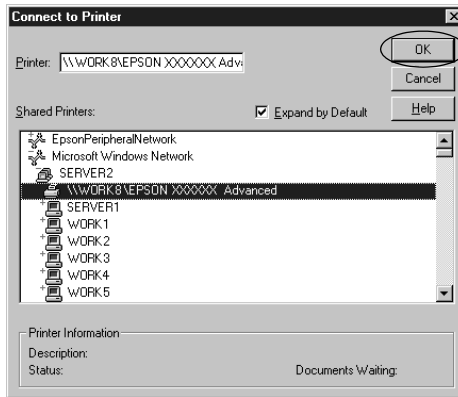 Connect to Printer
Printer: \\WORK8\EPSON XXXXXX Adv
OK
Cancel
Help
Shared Printers:
Expand by Default
EpsonPeripheralNetwork
Microsoft Windows Network
SERVER2
\\WORK8\EPSON XXXXXX Advanced
SERVER1
WORK1
WORK2
WORK3
WORK4
WORK5
Printer Information
Description:
Status:
Documents Waiting: